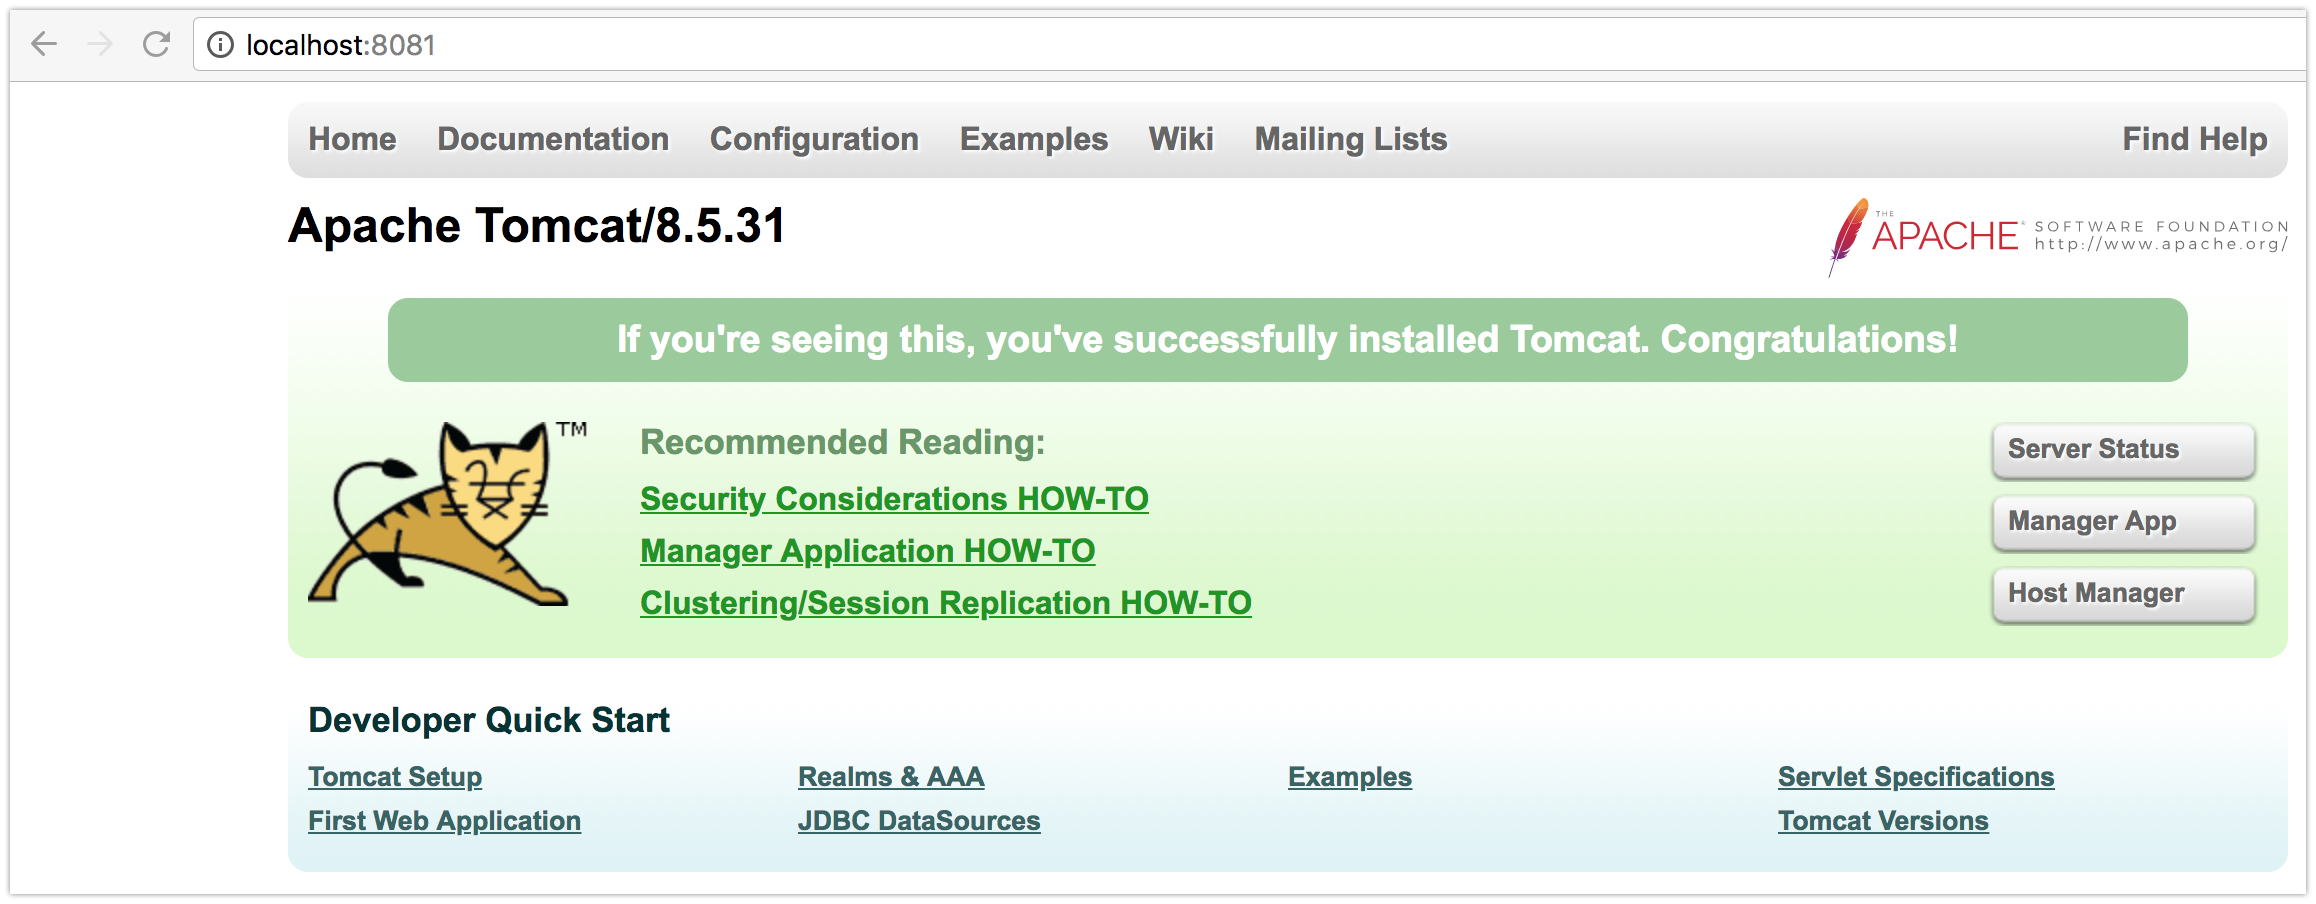 localhost:8081
Home Documentation Configuration Examples Wiki Mailing Lists Find Help
Apache Tomcat/8.5.31
THE APACHE® SOFTWARE FOUNDATION
http://www.apache.org/
If you're seeing this, you've successfully installed Tomcat. Congratulations!
TM
Recommended Reading:
Security Considerations HOW-TO
Manager Application HOW-TO
Clustering/Session Replication HOW-TO
Server Status
Manager App
Host Manager
Developer Quick Start
Tomcat Setup Realms & AAA Examples Servlet Specifications
First Web Application JDBC DataSources Tomcat Versions